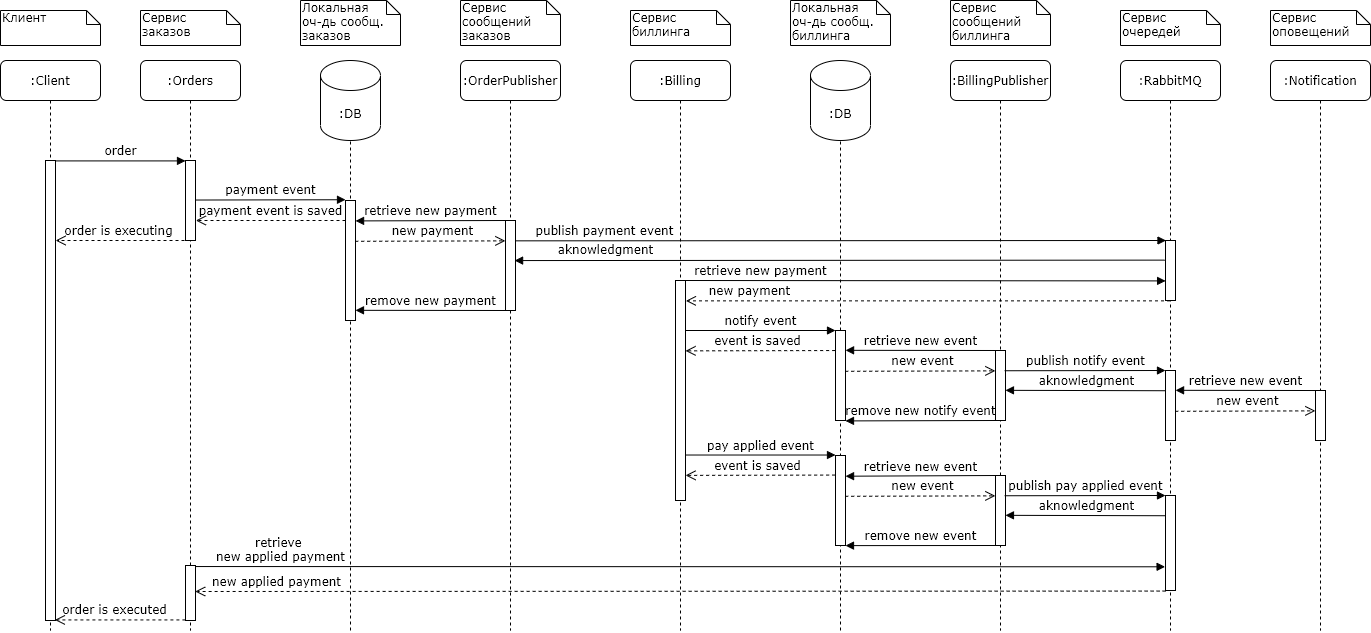 Клиент
Сервис
заказов
Локальная
оч-дь сообщ.
заказов
Сервис
сообщений
заказов
Сервис
биллинга
Локальная
оч-дь сообщ.
биллинга
Сервис
сообщений
биллинга
Сервис
очередей
Сервис
оповещений
:Client
:Orders
:DB
:OrderPublisher
:Billing
:DB
:BillingPublisher
:RabbitMQ
:Notification
order
payment event
payment event is saved
retrieve new payment
order is executing
new payment
publish payment event
aknowledgment
retrieve new payment
new payment
remove new payment
notify event
event is saved
retrieve new event
new event
publish notify event
aknowledgment
retrieve new event
new event
remove new notify event
pay applied event
event is saved
retrieve new event
new event
publish pay applied event
aknowledgment
remove new event
retrieve
new applied payment
new applied payment
order is executed